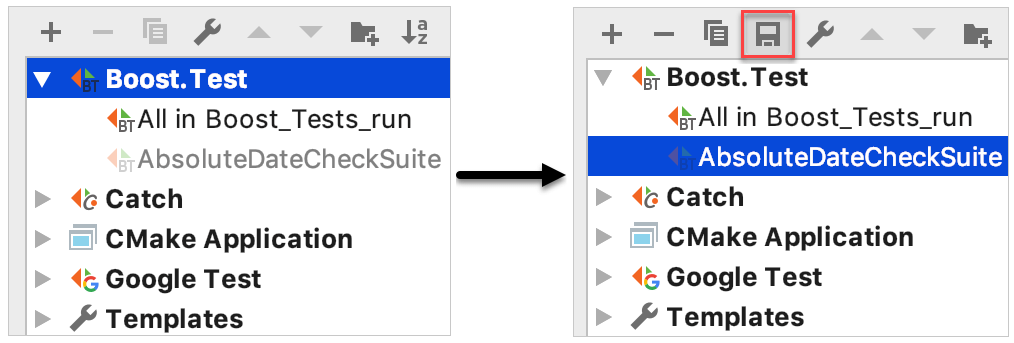 a
z
Boost.Test
BT
All in Boost_Tests_run
BT
AbsoluteDateCheckSuite
BT
Catch
CMake Application
Google Test
Templates
Boost.Test
BT
All in Boost_Tests_run
BT
AbsoluteDateCheckSuite
Catch
CMake Application
Google Test
Templates